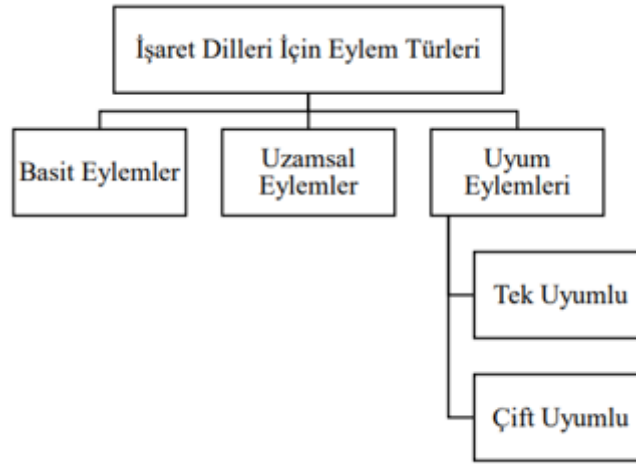 İşaret Dilleri İçin Eylem Türleri
Basit Eylemler
Uzamsal
Eylemler
Uyum
Eylemleri
Tek Uyumlu
Çift Uyumlu